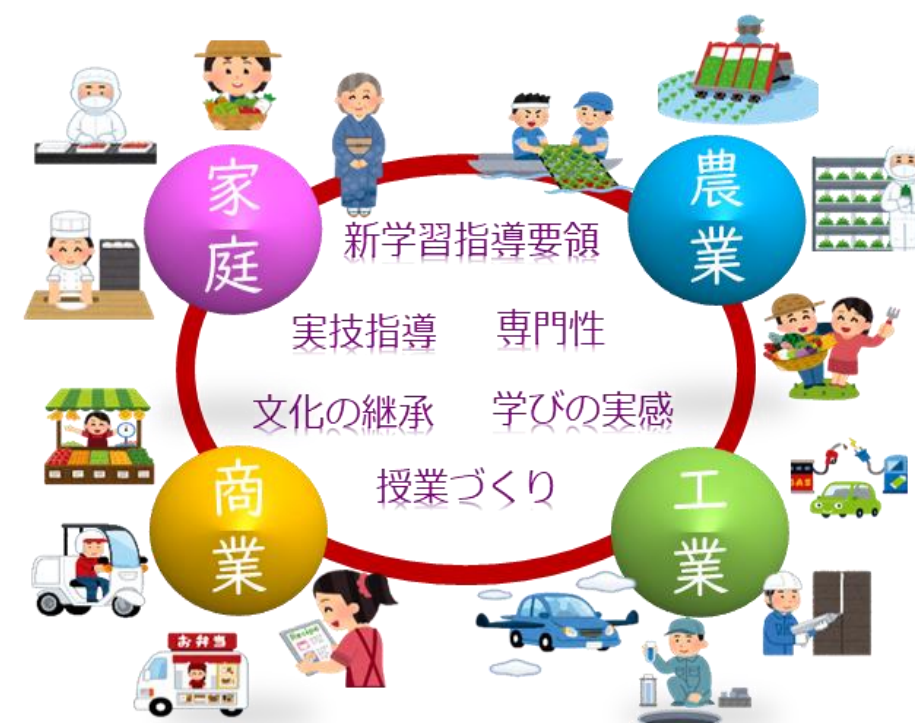 家庭
農業
新学習指導要領
実技指導
専門性
文化の継承
学びの実感
授業づくり
商業
工業
GAS
お弁当
Recipe